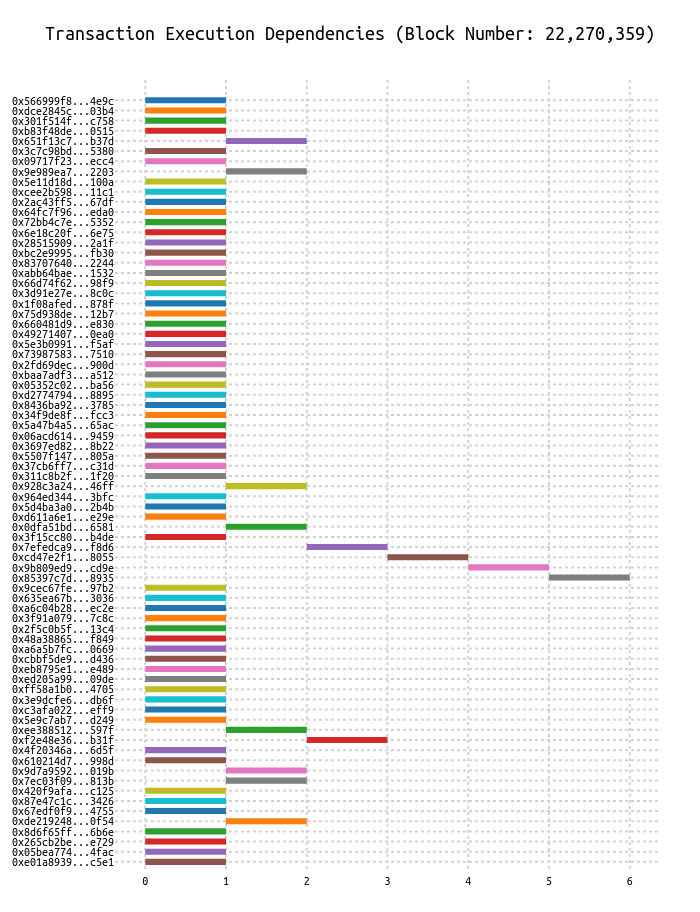 Transaction Execution Dependencies (Block Number: 22,270,359)
0x566999f8...4e9c
0xdce2845c...03b4
0x301f514f...c758
0xb83f48de...0515
0x651f13c7...b37d
0x3c7c98bd...5380
0x09717f23...ecc4
0x9e989ea7...2203
0x5e11d18d...100a
0xcee2b598...11c1
0x2ac43ff5...67df
0x64fc7f96...eda0
0x72bb4c7e...5352
0x6e18c20f...6e75
0x28515909...2a1f
0xbc2e9995...fb30
0x83707640...2244
0xabb64bae...1532
0x66d74f62...98f9
0x3d91e27e...8c0c
0x1f08afed...878f
0x75d938de...12b7
0x660481d9...e830
0x49271407...0ea0
0x5e3b0991...f5af
0x73987583...7510
0x2fd69dec...900d
0xbaa7adf3...a512
0x05352c02...ba56
0xd2774794...8895
0x8436ba92...3785
0x34f9de8f...fcc3
0x5a47b4a5...65ac
0x06acd614...9459
0x3697ed82...8b22
0x5507f147...805a
0x37cb6ff7...c31d
0x311c8b2f...1f20
0x928c3a24...46ff
0x964ed344...3bfc
0x5d4ba3a0...2b4b
0xd611a6e1...e29e
0x0dfa51bd...6581
0x3f15cc80...b4de
0x7efedca9...f8d6
0xcd47e2f1...8055
0x9b809ed9...cd9e
0x85397c7d...8935
0x9cec67fe...97b2
0x635ea67b...3036
0xa6c04b28...ec2e
0x3f91a079...7c8c
0x2f5c0b5f...13c4
0x48a38865...f849
0xa6a5b7fc...0669
0xcbbf5de9...d436
0xeb8795e1...e489
0xed205a99...09de
0xff58a1b0...4705
0x3e9dcfe6...db6f
0xc3afa022...eff9
0x5e9c7ab7...d249
0xee388512...597f
0xf2e48e36...b31f
0x4f20346a...6d5f
0x610214d7...998d
0x9d7a9592...019b
0x7ec03f09...813b
0x420f9afa...c125
0x87e47c1c...3426
0x67edf0f9...4755
0xde219248...0f54
0x8d6f65ff...6b6e
0x265cb2be...e729
0x05bea774...4fac
0xe01a8939...c5e1
0 1 2 3 4 5 6